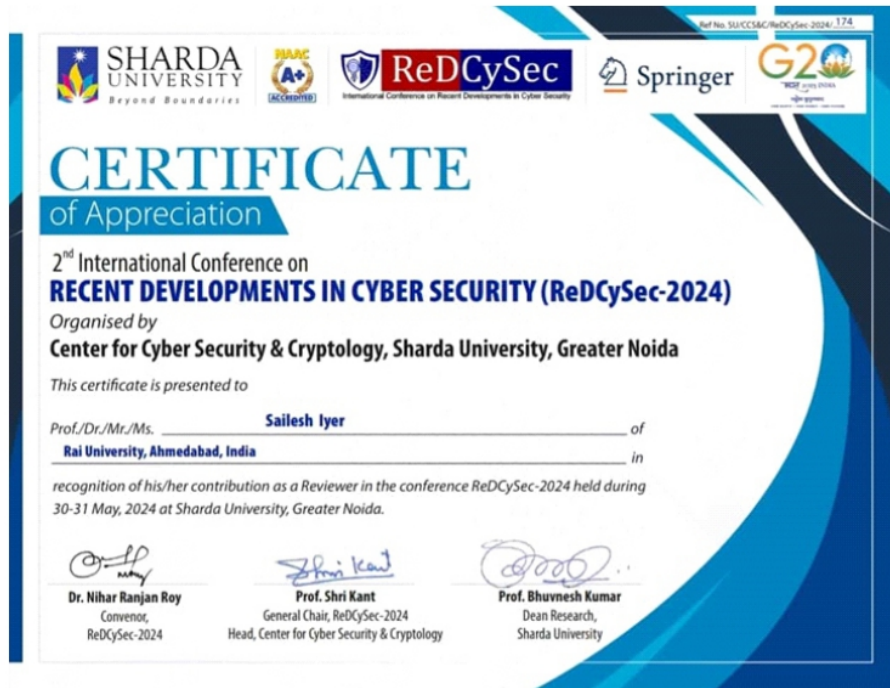 Ref No. SU/CCS&C/ReDCySec-2024/ 174
SHARDA
UNIVERSITY
Beyond Boundaries
NAAC
A+
ACCREDITED
ReDCySec
International Conference on Recent Developments in Cyber Security
Springer
G20
CERTIFICATE
of Appreciation
2nd International Conference on
RECENT DEVELOPMENTS IN CYBER SECURITY (ReDCySec-2024)
Organised by
Center for Cyber Security & Cryptology, Sharda University, Greater Noida
This certificate is presented to
Prof./Dr./Mr./Ms. Sailesh Iyer of
Rai University, Ahmedabad, India in
recognition of his/her contribution as a Reviewer in the conference ReDCySec-2024 held during
30-31 May, 2024 at Sharda University, Greater Noida.
Shri Kant
Dr. Nihar Ranjan Roy
Convenor,
ReDCySec-2024
Prof. Shri Kant
General Chair, ReDCySec-2024
Head, Center for Cyber Security & Cryptology
Prof. Bhuvnesh Kumar
Dean Research,
Sharda University